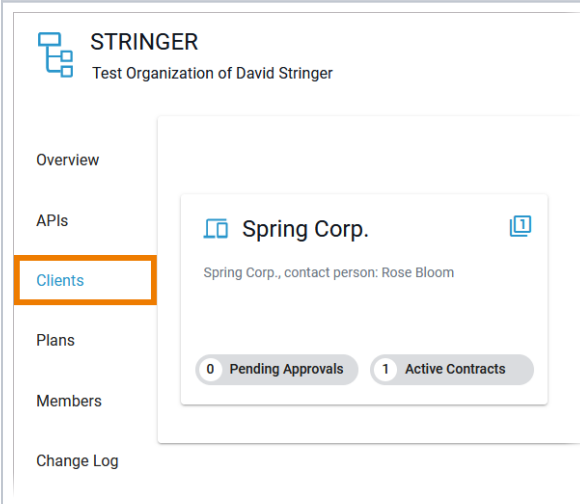 STRINGER
Test Organization of David Stringer
Overview
APIs
Clients
Plans
Members
Change Log
Spring Corp.
1
Spring Corp., contact person: Rose Bloom
0 Pending Approvals
1 Active Contracts